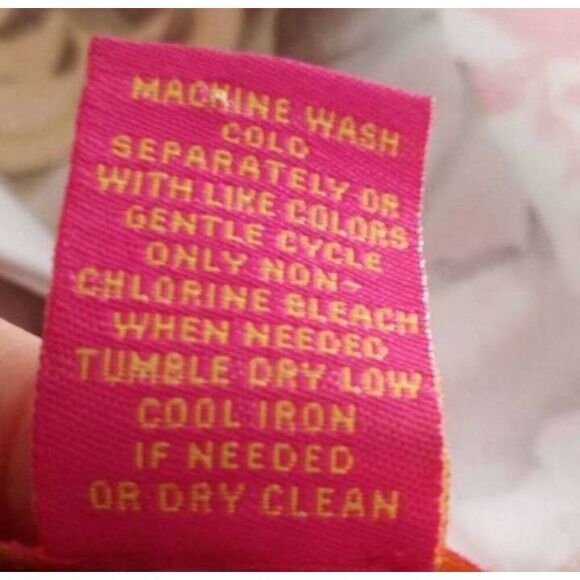 MACHINE WASH
COLD
SEPARATELY OR
WITH LIKE COLORS
GENTLE CYCLE
ONLY NON-
CHLORINE BLEACH
WHEN NEEDED
TUMBLE DRY LOW
COOL IRON
IF NEEDED
OR DRY CLEAN